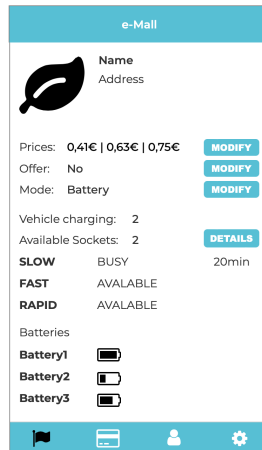 e-Mall
Name
Address
Prices: 0,41€ | 0,63€ | 0,75€ MODIFY
Offer: No MODIFY
Mode: Battery MODIFY
Vehicle charging: 2
Available Sockets: 2 DETAILS
SLOW BUSY 20min
FAST AVALABLE
RAPID AVALABLE
Batteries
Battery1
Battery2
Battery3